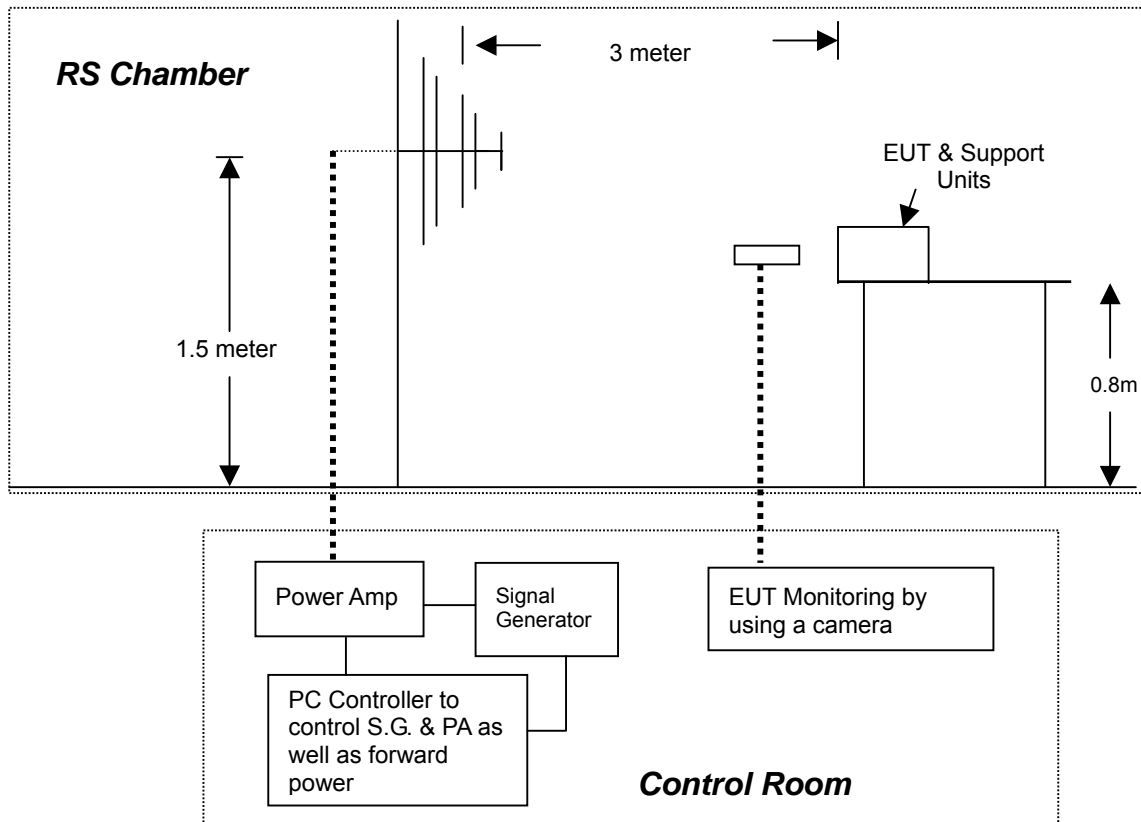 RS Chamber
3 meter
EUT & Support
Units
1.5 meter
0.8m
Power Amp
Signal
Generator
EUT Monitoring by
using a camera
PC Controller to
control S.G. & PA as
well as forward
power
Control Room